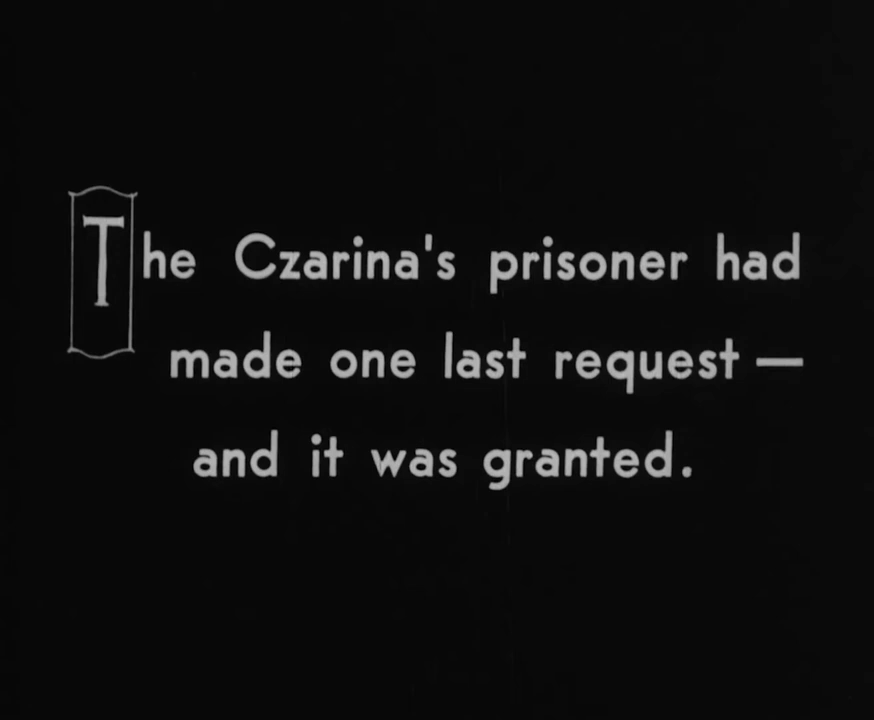 The Czarina's prisoner had
made one last request —
and it was granted.